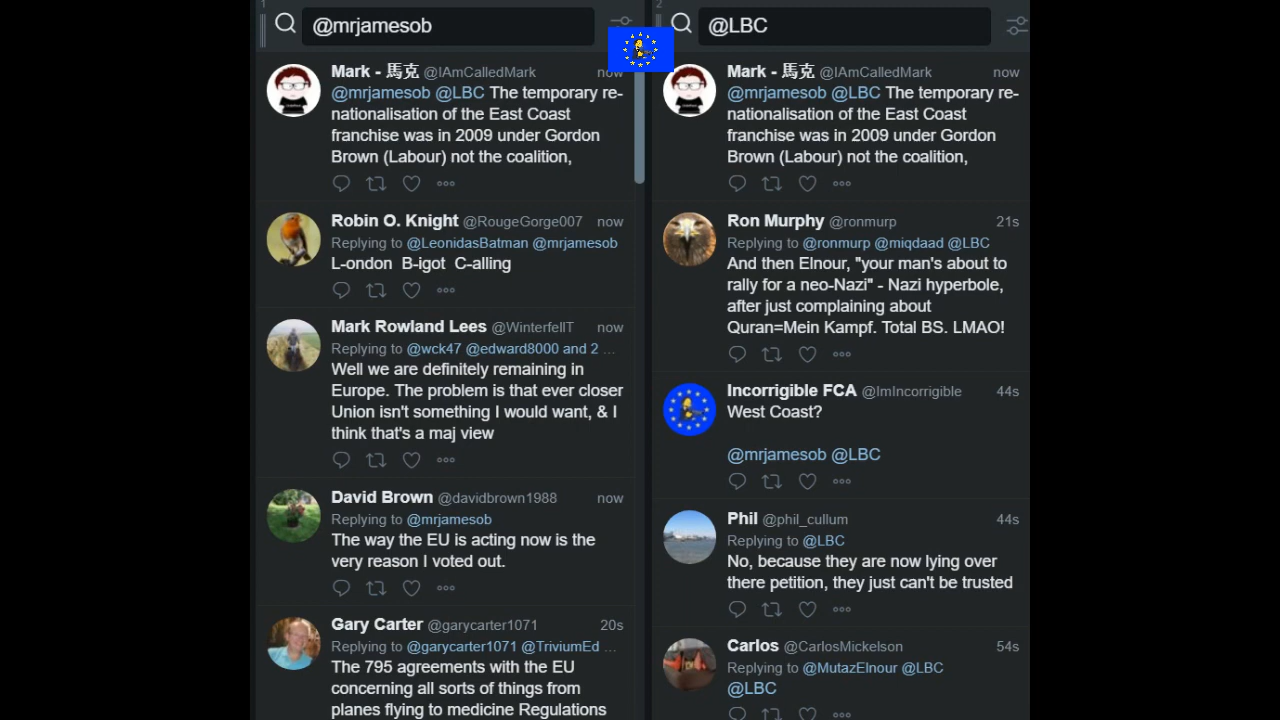 1
@mrjamesob
Mark - 馬克 @IAmCalledMark now
@mrjamesob @LBC The temporary re-
nationalisation of the East Coast
franchise was in 2009 under Gordon
Brown (Labour) not the coalition,
Robin O. Knight @RougeGorge007 now
Replying to @LeonidasBatman @mrjamesob
L-ondon B-igot C-alling
Mark Rowland Lees @WinterfellT now
Replying to @wck47 @edward8000 and 2 ...
Well we are definitely remaining in
Europe. The problem is that ever closer
Union isn't something I would want, & I
think that's a maj view
David Brown @davidbrown1988 now
Replying to @mrjamesob
The way the EU is acting now is the
very reason I voted out.
Gary Carter @garycarter1071 20s
Replying to @garycarter1071 @TriviumEd ...
The 795 agreements with the EU
concerning all sorts of things from
planes flying to medicine Regulations
2
@LBC
Mark - 馬克 @IAmCalledMark now
@mrjamesob @LBC The temporary re-
nationalisation of the East Coast
franchise was in 2009 under Gordon
Brown (Labour) not the coalition,
Ron Murphy @ronmurp 21s
Replying to @ronmurp @miqdaad @LBC
And then Elnour, "your man's about to
rally for a neo-Nazi" - Nazi hyperbole,
after just complaining about
Quran=Mein Kampf. Total BS. LMAO!
Incorrigible FCA @ImIncorrigible 44s
West Coast?
@mrjamesob @LBC
Phil @phil_cullum 44s
Replying to @LBC
No, because they are now lying over
there petition, they just can't be trusted
Carlos @CarlosMickelson 54s
Replying to @MutazElnour @LBC
@LBC